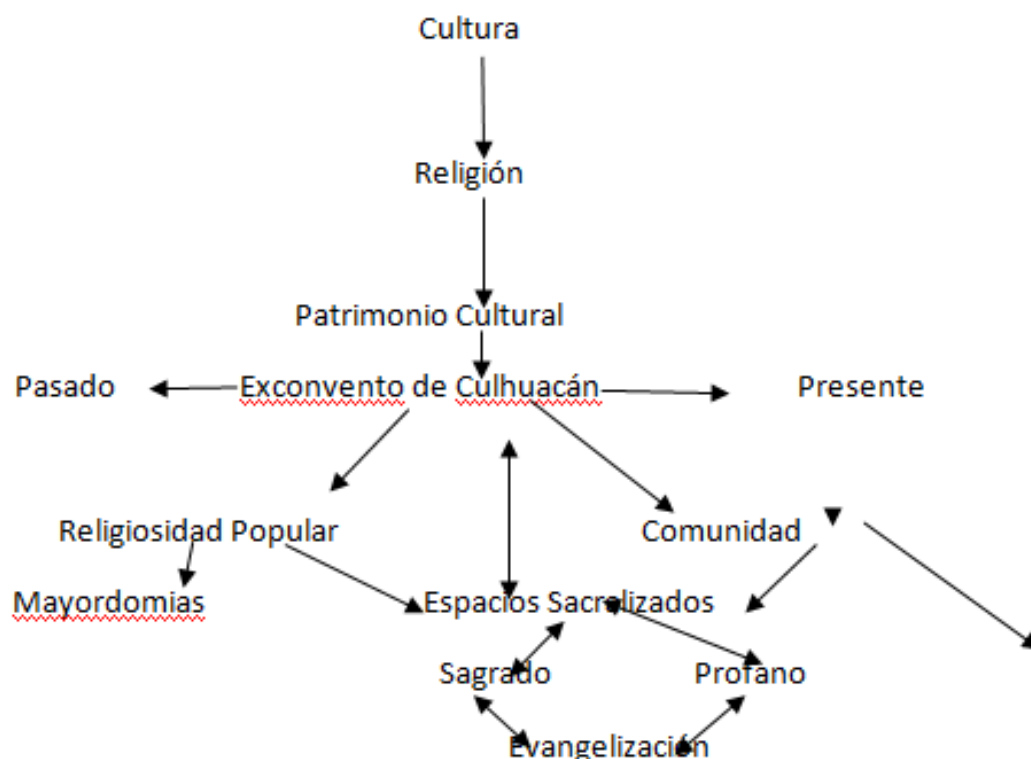 Cultura
Religión
Patrimonio Cultural
Pasado Exconvento de Culhuacán Presente
Religiosidad Popular Comunidad
Mayordomias Espacios Sacralizados
Sagrado Profano
Evangelización